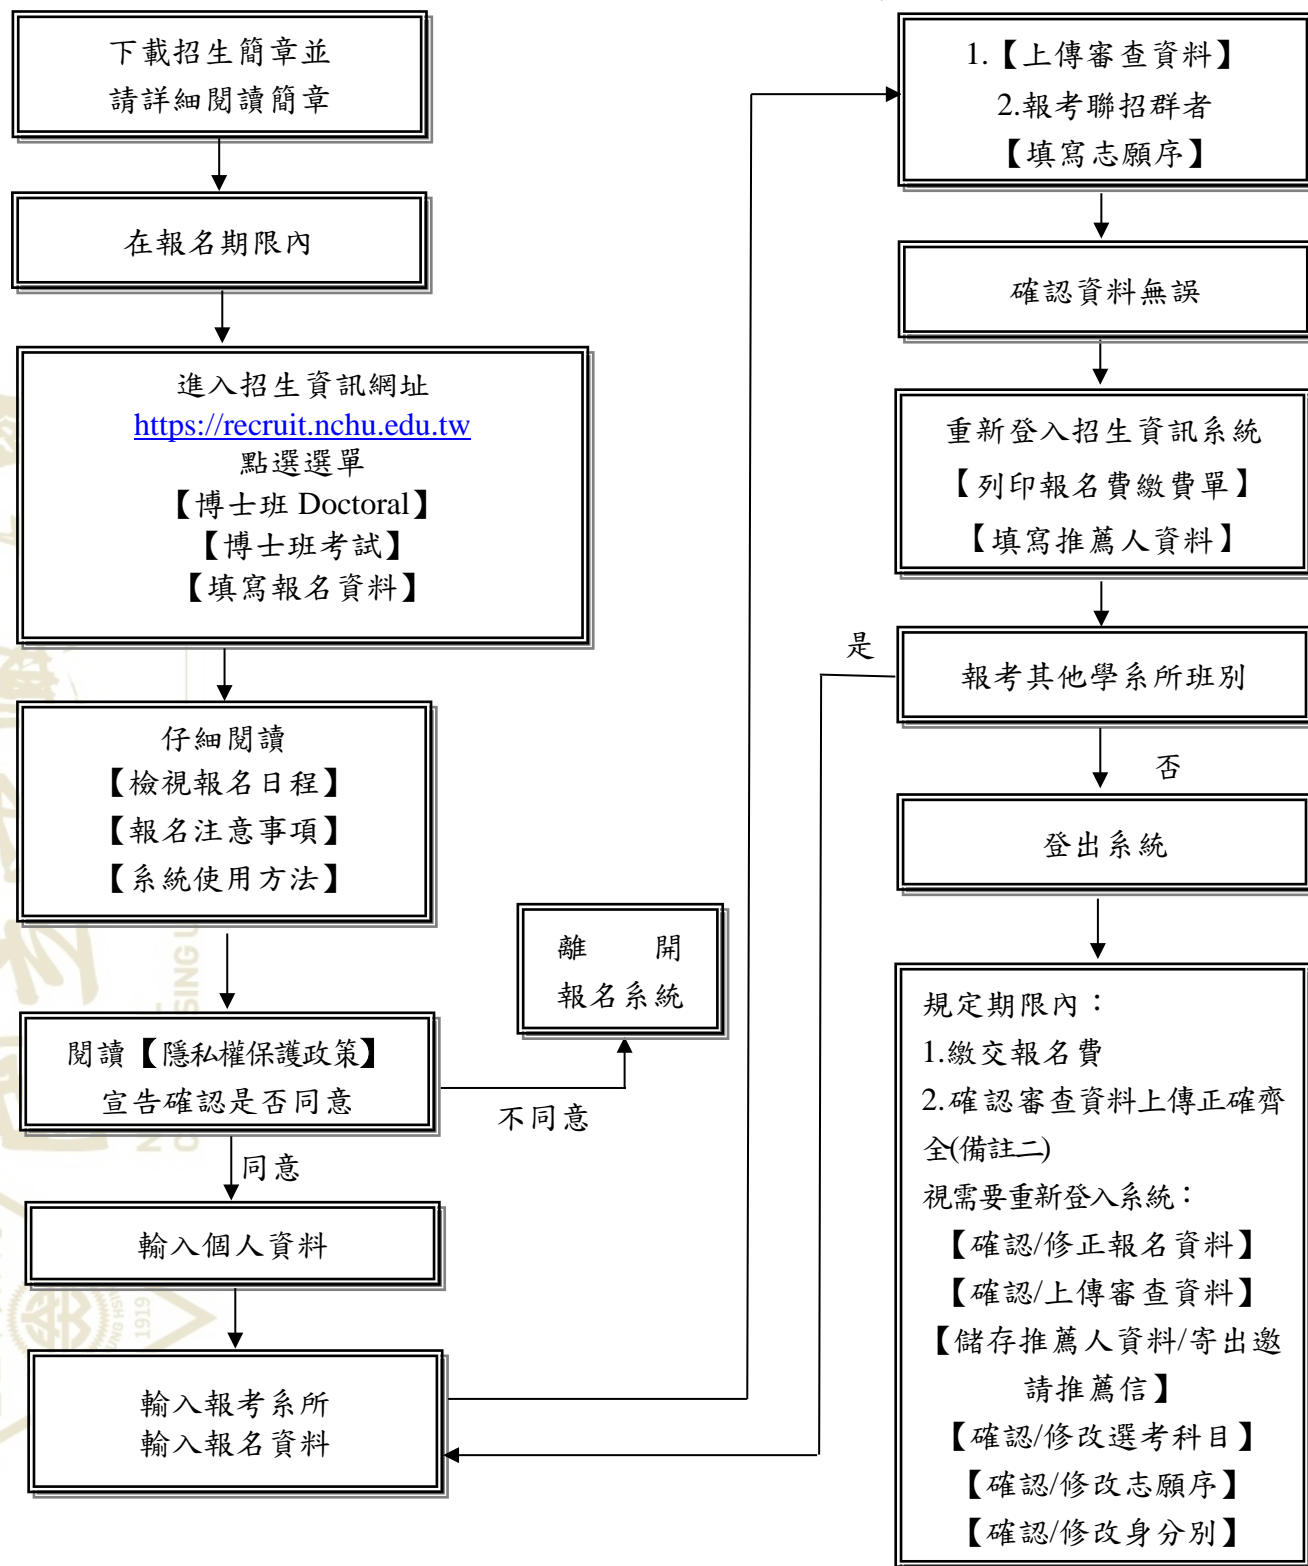 下載招生簡章並
請詳細閱讀簡章
在報名期限內
進入招生資訊網址
https://recruit.nchu.edu.tw
點選選單
【博士班 Doctoral】
【博士班考試】
【填寫報名資料】
仔細閱讀
【檢視報名日程】
【報名注意事項】
【系統使用方法】
離 開
報名系統
閱讀【隱私權保護政策】
宣告確認是否同意
不同意
同意
輸入個人資料
輸入報考系所
輸入報名資料
1.【上傳審查資料】
2.報考聯招群者
【填寫志願序】
確認資料無誤
重新登入招生資訊系統
【列印報名費繳費單】
【填寫推薦人資料】
是
報考其他學系所班別
否
登出系統
規定期限內：
1.繳交報名費
2.確認審查資料上傳正確齊
全(備註二)
視需要重新登入系統：
【確認/修正報名資料】
【確認/上傳審查資料】
【儲存推薦人資料/寄出邀
請推薦信】
【確認/修改選考科目】
【確認/修改志願序】
【確認/修改身分別】
1919